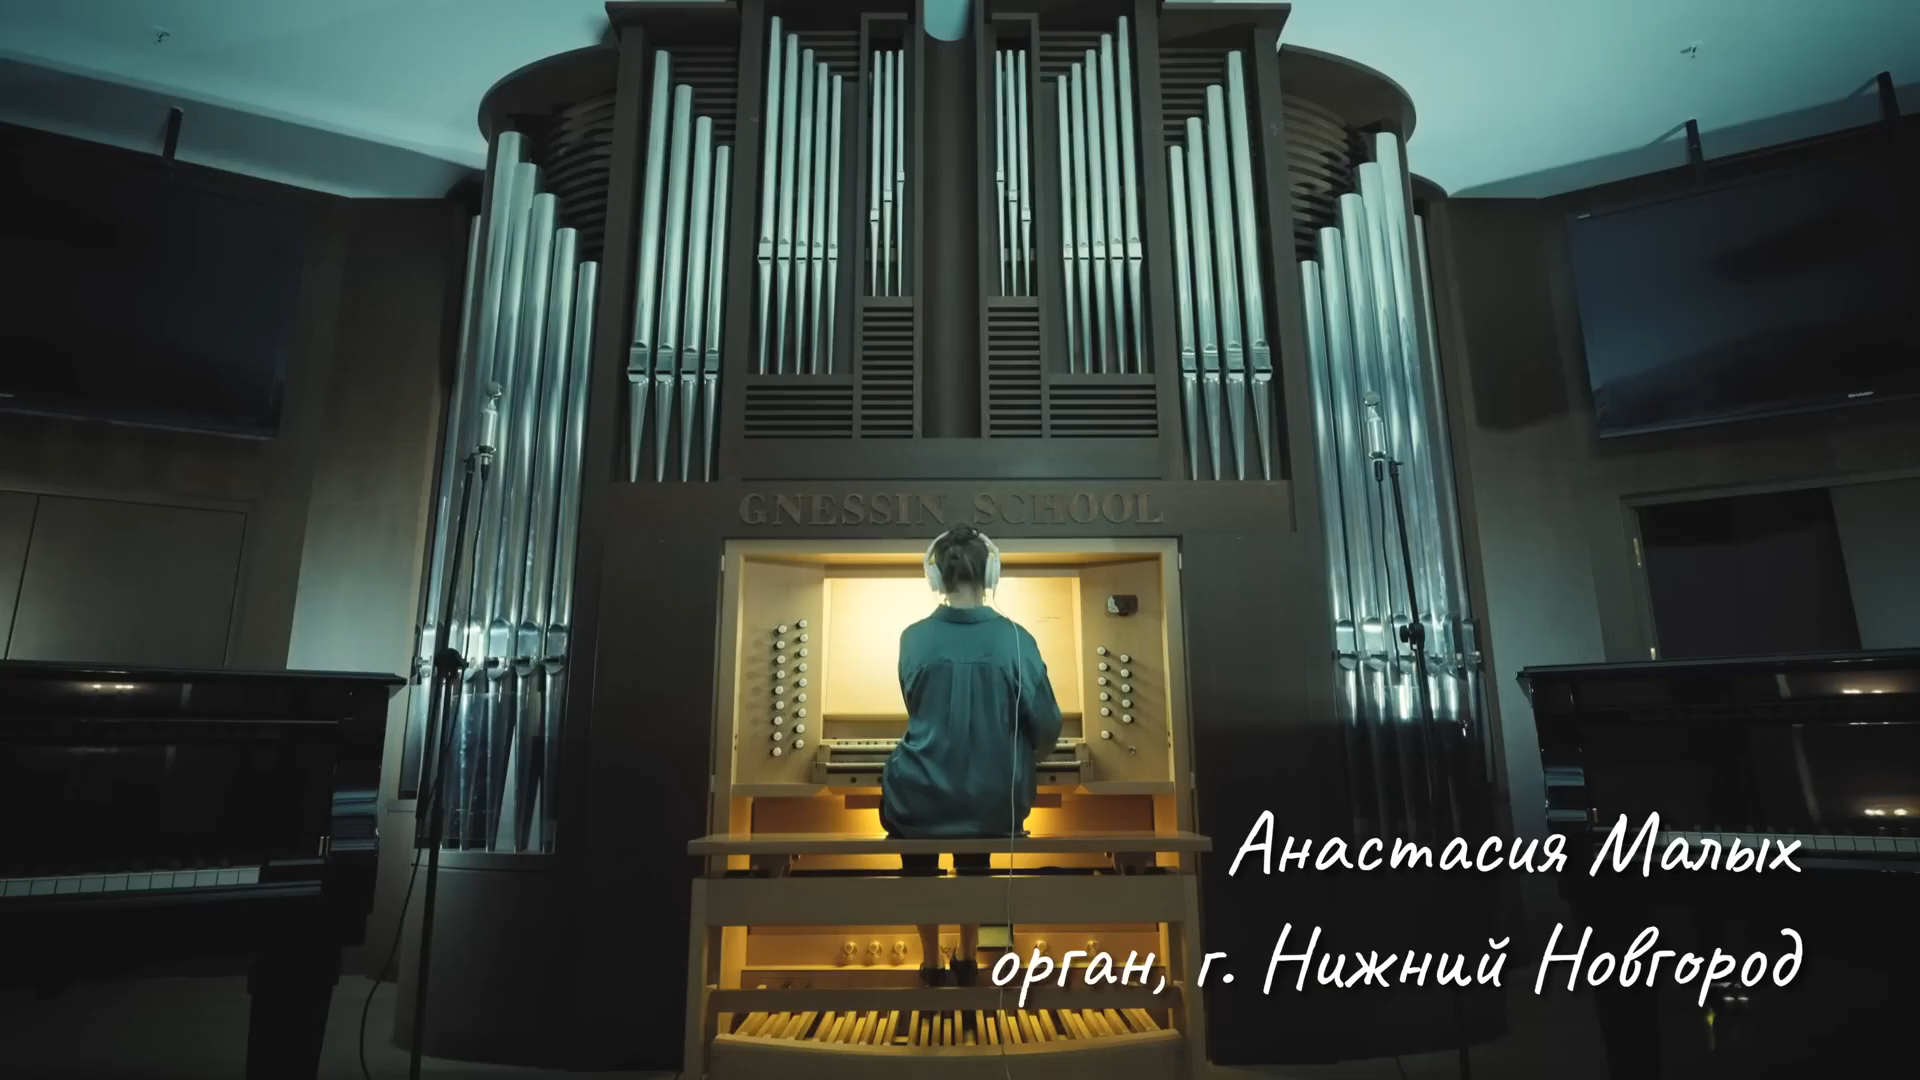 GNESSIN SCHOOL
Анастасия Малых
орган, г. Нижний Новгород